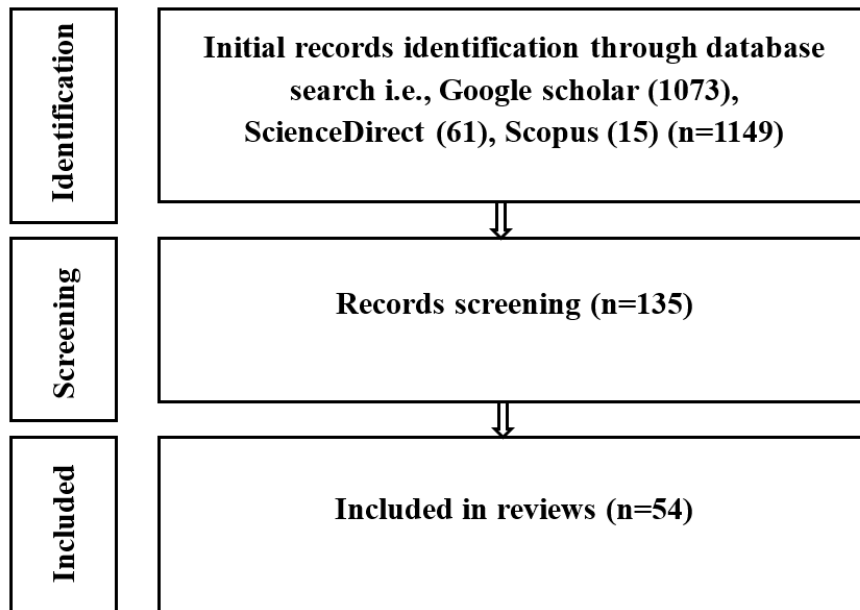 Identification
Initial records identification through database
search i.e., Google scholar (1073),
ScienceDirect (61), Scopus (15) (n=1149)
Screening
Records screening (n=135)
Included
Included in reviews (n=54)